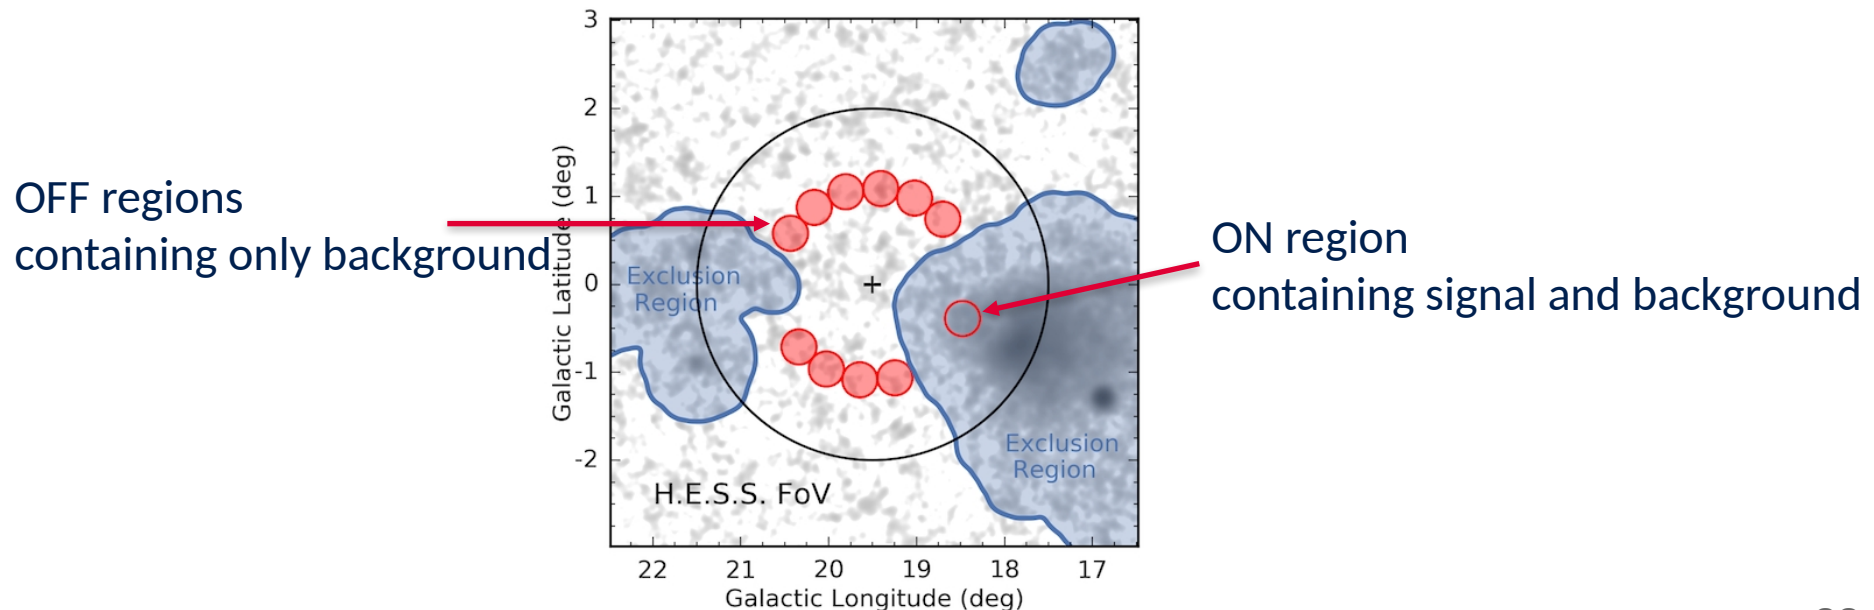 OFF regions
containing only background
3
2
1
0
-1
-2
Galactic Latitude (deg)
Exclusion
Region
Exclusion
Region
H.E.S.S. FoV
22 21 20 19 18 17
Galactic Longitude (deg)
ON region
containing signal and background